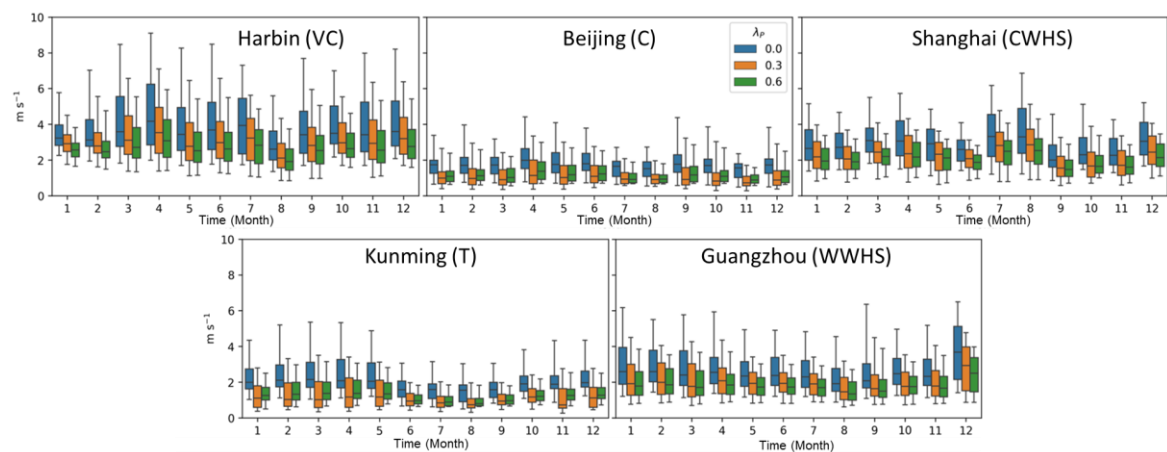 Harbin (VC)
Beijing (C)
Shanghai (CWHS)
λP
0.0
0.3
0.6
m s⁻¹
10
8
6
4
2
0
1 2 3 4 5 6 7 8 9 10 11 12
Time (Month)
1 2 3 4 5 6 7 8 9 10 11 12
Time (Month)
1 2 3 4 5 6 7 8 9 10 11 12
Time (Month)
Kunming (T)
Guangzhou (WWHS)
m s⁻¹
10
8
6
4
2
0
1 2 3 4 5 6 7 8 9 10 11 12
Time (Month)
1 2 3 4 5 6 7 8 9 10 11 12
Time (Month)